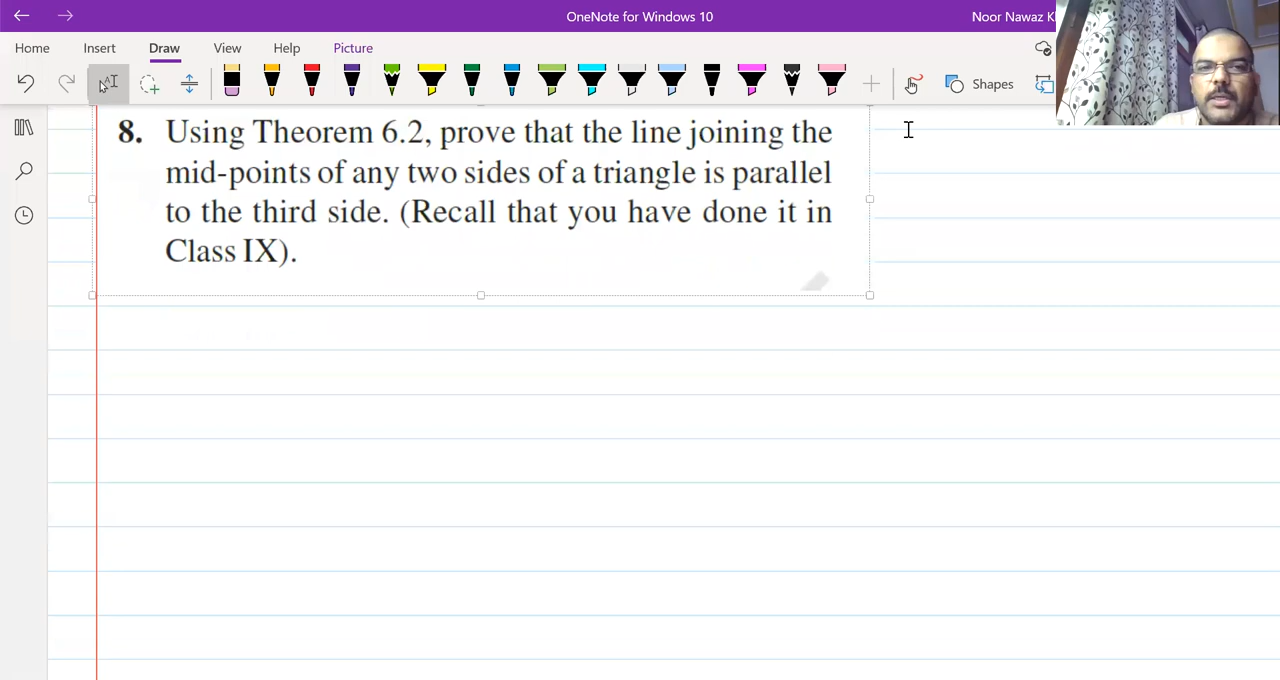 OneNote for Windows 10
Noor Nawaz K
Home Insert Draw View Help Picture
Shapes
8. Using Theorem 6.2, prove that the line joining the
mid-points of any two sides of a triangle is parallel
to the third side. (Recall that you have done it in
Class IX).